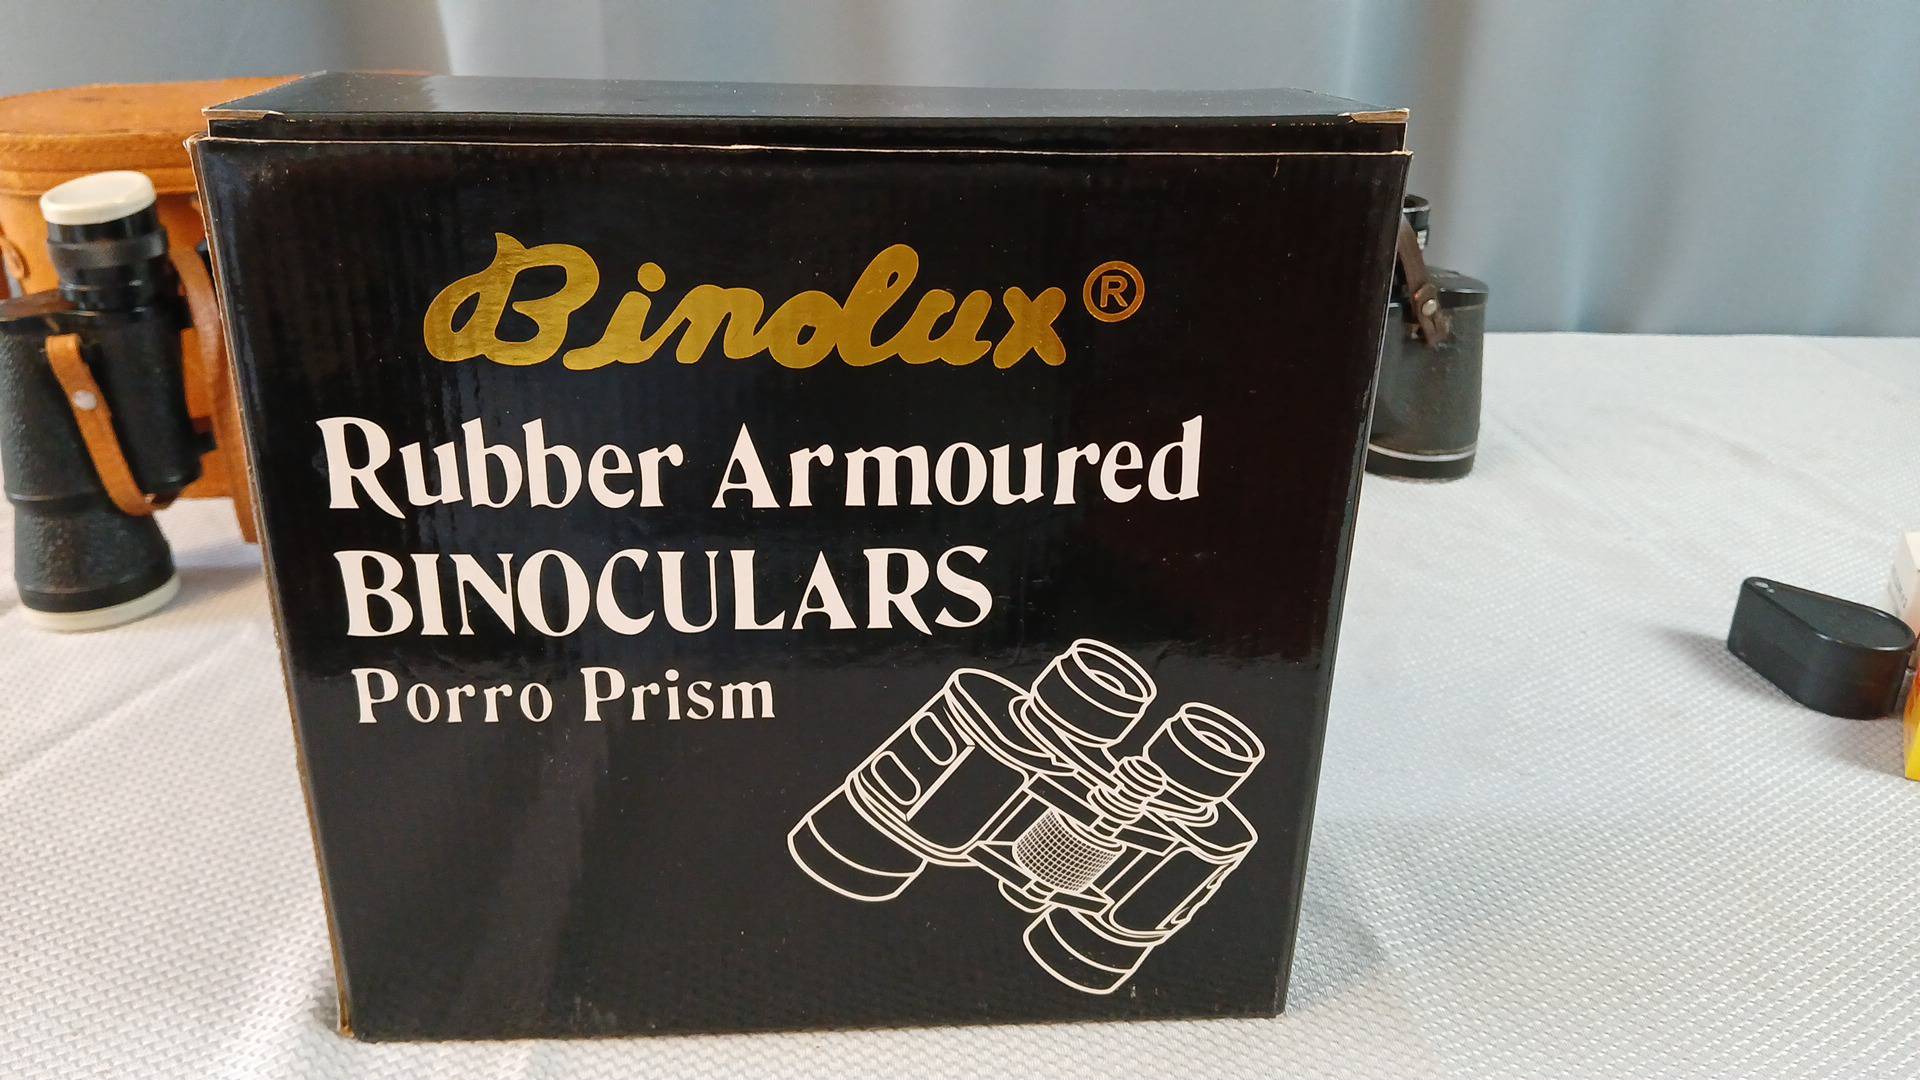 Binolux®
Rubber Armoured
BINOCULARS
Porro Prism